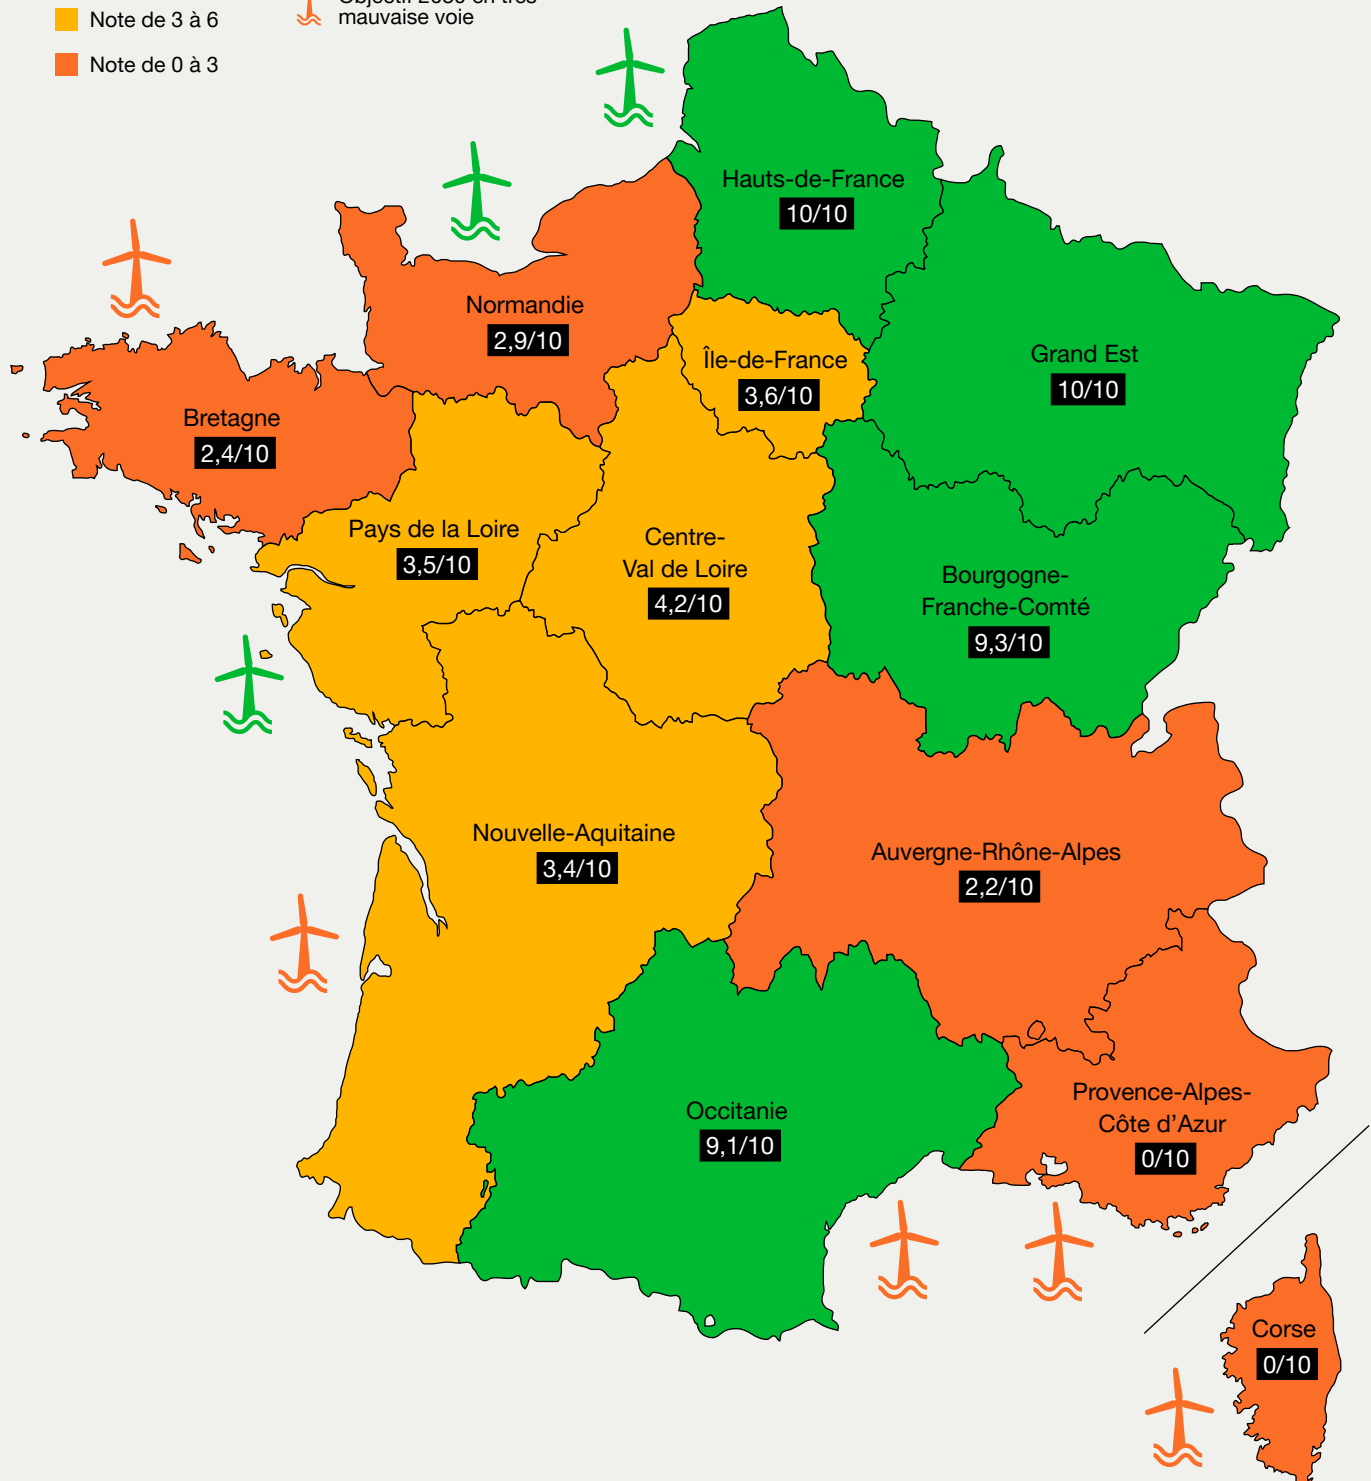 Objectif 2030 en très
mauvaise voie
Note de 3 à 6
Note de 0 à 3
Hauts-de-France
10/10
Normandie
2,9/10
Île-de-France
3,6/10
Grand Est
10/10
Bretagne
2,4/10
Pays de la Loire
3,5/10
Centre-
Val de Loire
4,2/10
Bourgogne-
Franche-Comté
9,3/10
Nouvelle-Aquitaine
3,4/10
Auvergne-Rhône-Alpes
2,2/10
Occitanie
9,1/10
Provence-Alpes-
Côte d’Azur
0/10
Corse
0/10